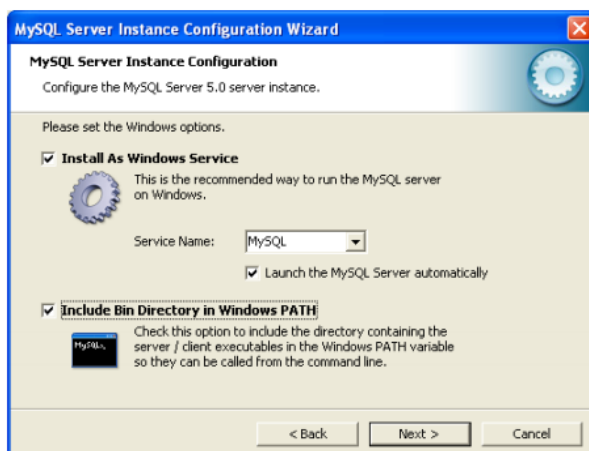 MySQL Server Instance Configuration Wizard
MySQL Server Instance Configuration
Configure the MySQL Server 5.0 server instance.
Please set the Windows options.
Install As Windows Service
This is the recommended way to run the MySQL server
on Windows.
Service Name: MySQL
Launch the MySQL Server automatically
Include Bin Directory in Windows PATH
MySQL>_
Check this option to include the directory containing the
server / client executables in the Windows PATH variable
so they can be called from the command line.
< Back Next > Cancel